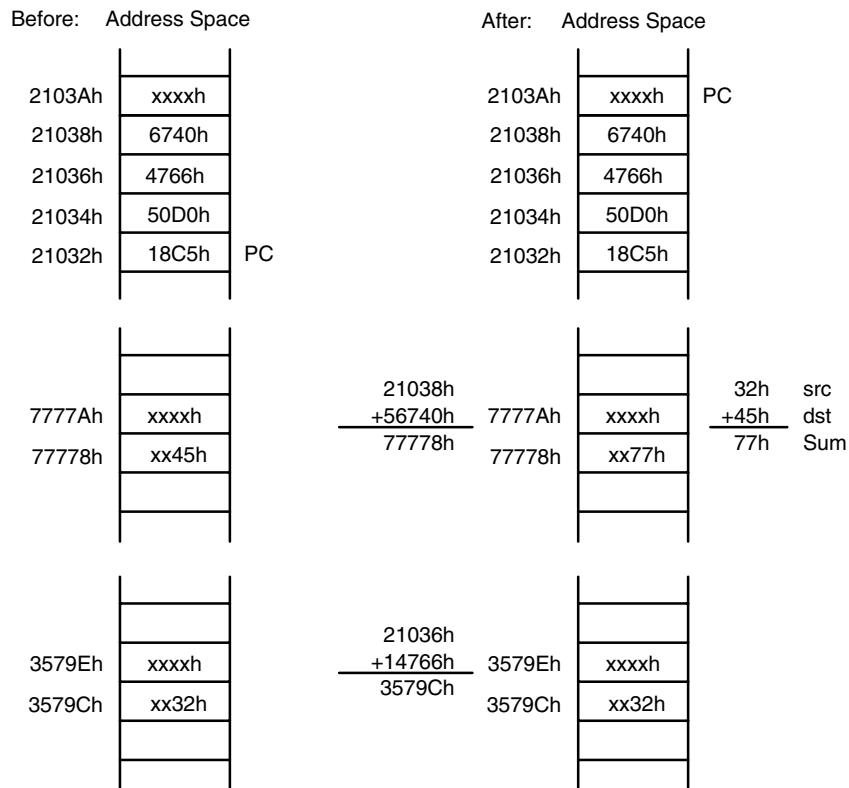 Before: Address Space
After: Address Space
2103Ah xxxxh
2103Ah xxxxh PC
21038h 6740h
21038h 6740h
21036h 4766h
21036h 4766h
21034h 50D0h
21034h 50D0h
21032h 18C5h PC
21032h 18C5h
21038h
32h src
7777Ah xxxxh
+56740h
7777Ah xxxxh
+45h dst
77778h xx45h
77778h
77778h xx77h
77h Sum
21036h
3579Eh xxxxh
+14766h
3579Eh xxxxh
3579Ch xx32h
3579Ch
3579Ch xx32h